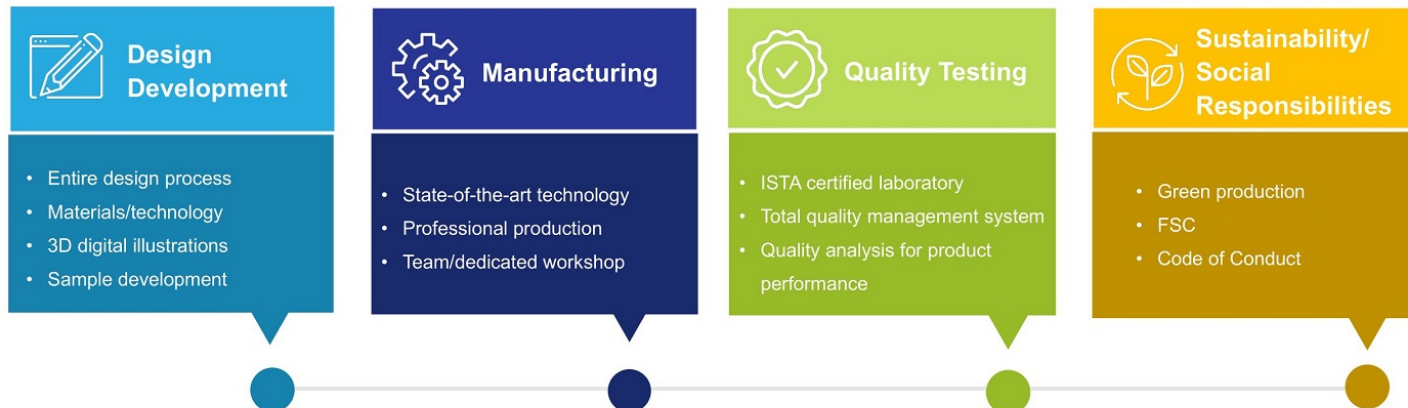 Design
Development
• Entire design process
• Materials/technology
• 3D digital illustrations
• Sample development
Manufacturing
• State-of-the-art technology
• Professional production
• Team/dedicated workshop
Quality Testing
• ISTA certified laboratory
• Total quality management system
• Quality analysis for product
performance
Sustainability/
Social
Responsibilities
• Green production
• FSC
• Code of Conduct